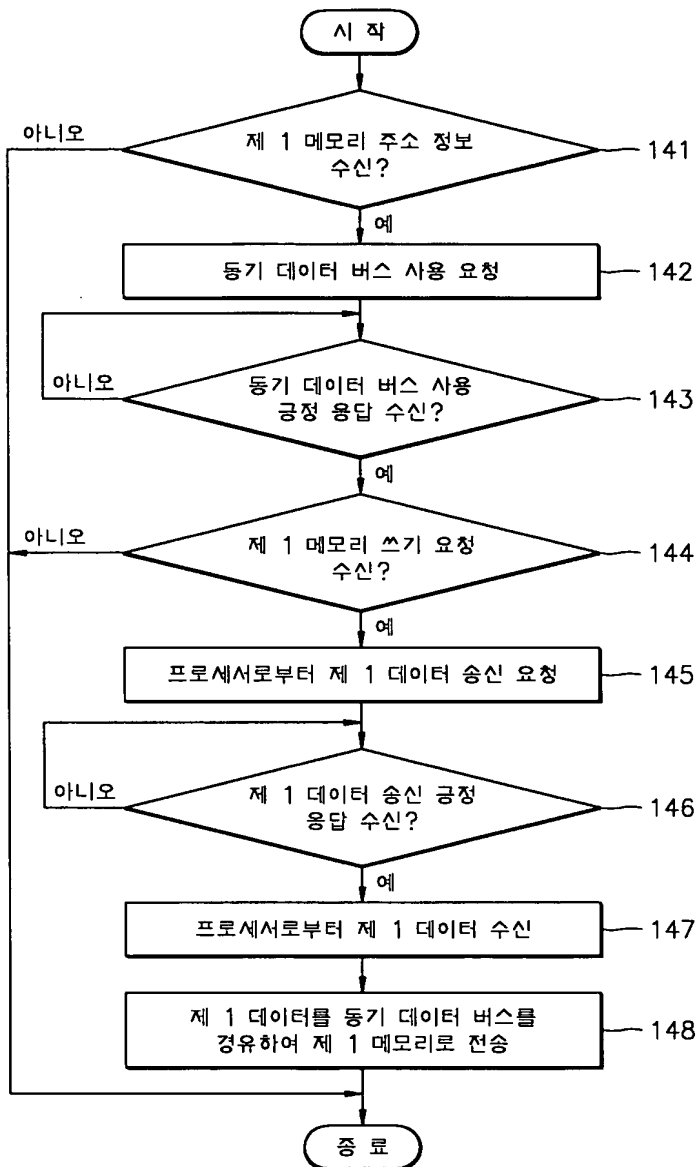 시 작
아니오
제 1 메모리 주소 정보
수신?
141
예
동기 데이터 버스 사용 요청
142
아니오
동기 데이터 버스 사용
긍정 응답 수신?
143
예
아니오
제 1 메모리 쓰기 요청
수신?
144
예
프로세서로부터 제 1 데이터 송신 요청
145
아니오
제 1 데이터 송신 긍정
응답 수신?
146
예
프로세서로부터 제 1 데이터 수신
147
제 1 데이터를 동기 데이터 버스를
경유하여 제 1 메모리로 전송
148
종 료